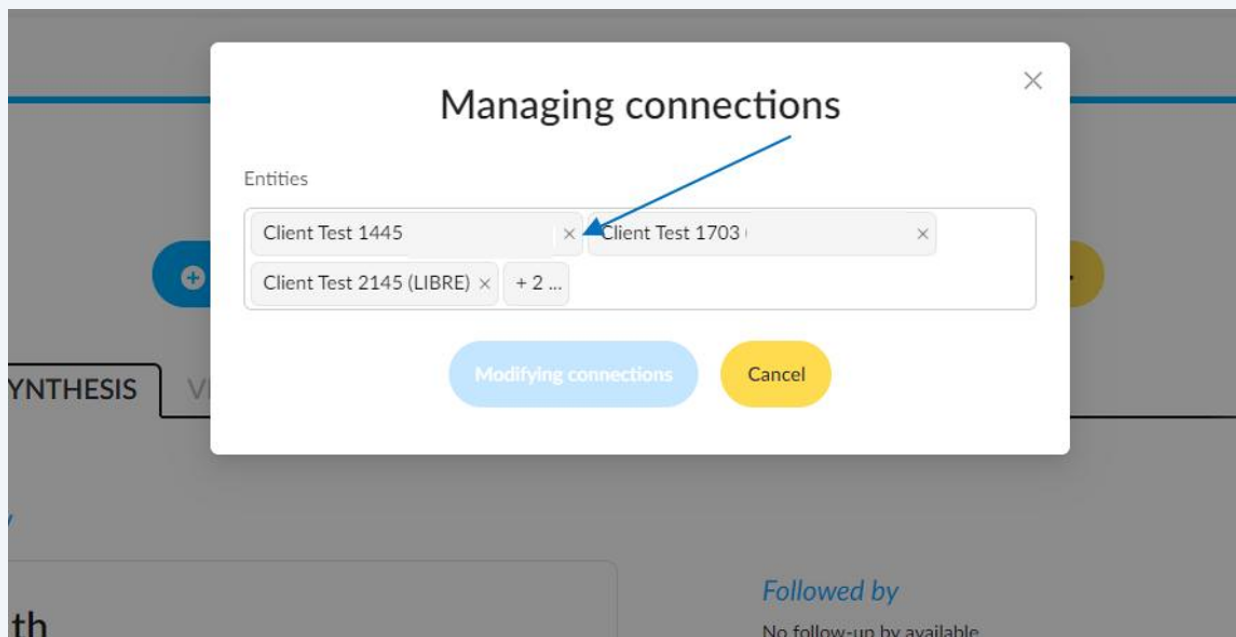 Managing connections
Entities
Client Test 1445 × Client Test 1703
Client Test 2145 (LIBRE) × + 2 ...
Modifying connections
Cancel
YNTHESIS
Followed by
No follow-up by available
th